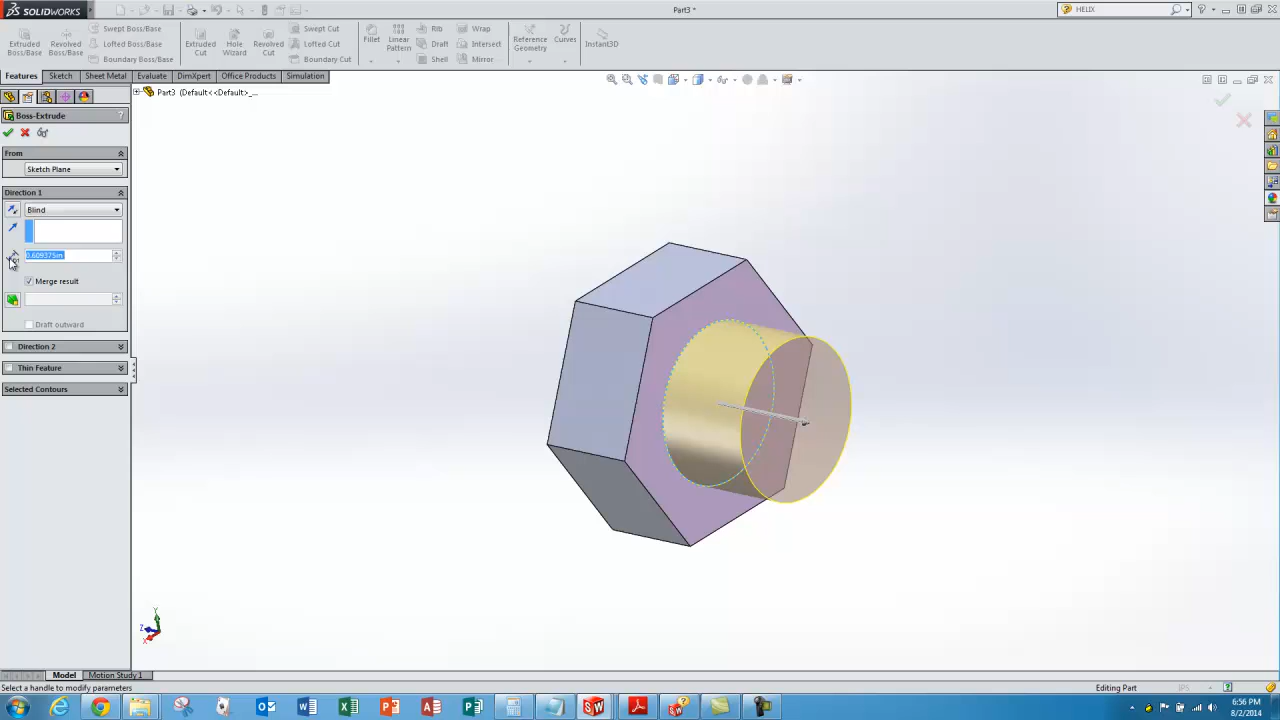 SOLIDWORKS
Part3 *
HELIX
Extruded Boss/Base
Revolved Boss/Base
Swept Boss/Base
Lofted Boss/Base
Boundary Boss/Base
Extruded Cut
Hole Wizard
Revolved Cut
Swept Cut
Lofted Cut
Boundary Cut
Fillet
Linear Pattern
Rib
Draft
Shell
Wrap
Intersect
Mirror
Reference Geometry
Curves
Instant3D
Features Sketch Sheet Metal Evaluate DimXpert Office Products Simulation
Part3 (Default<<Default>_...
Boss-Extrude ?
From
Sketch Plane
Direction 1
Blind
0.609375in
Merge result
Draft outward
Direction 2
Thin Feature
Selected Contours
Y
Z
X
Model Motion Study 1
Select a handle to modify parameters
Editing Part
IPS
6:56 PM
8/2/2014